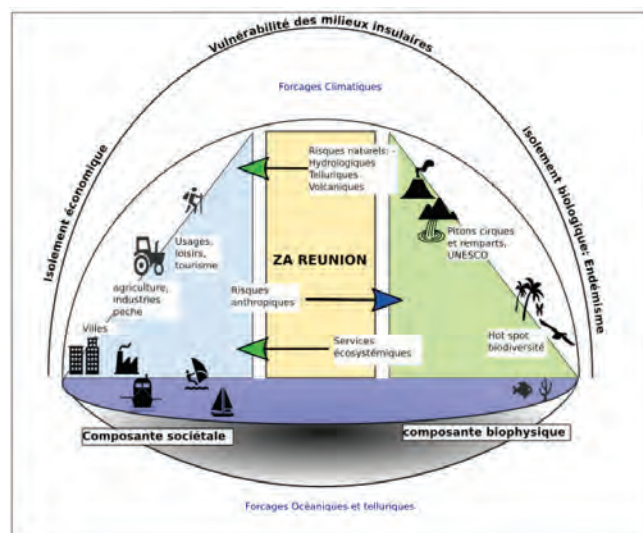 Vulnérabilité des milieux insulaires
Forcages Climatiques
Isolement économique
isolement biologique: Endémisme
Risques naturels: -
Hydrologiques
Telluriques
Volcaniques
Usages,
loisirs,
tourisme
Pitons cirques
et remparts,
UNESCO
ZA REUNION
agriculture,
industries
peche
Risques
anthropiques
Villes
Services
écosystémiques
Hot spot
biodiversité
Composante sociétale
composante biophysique
Forcages Océaniques et telluriques